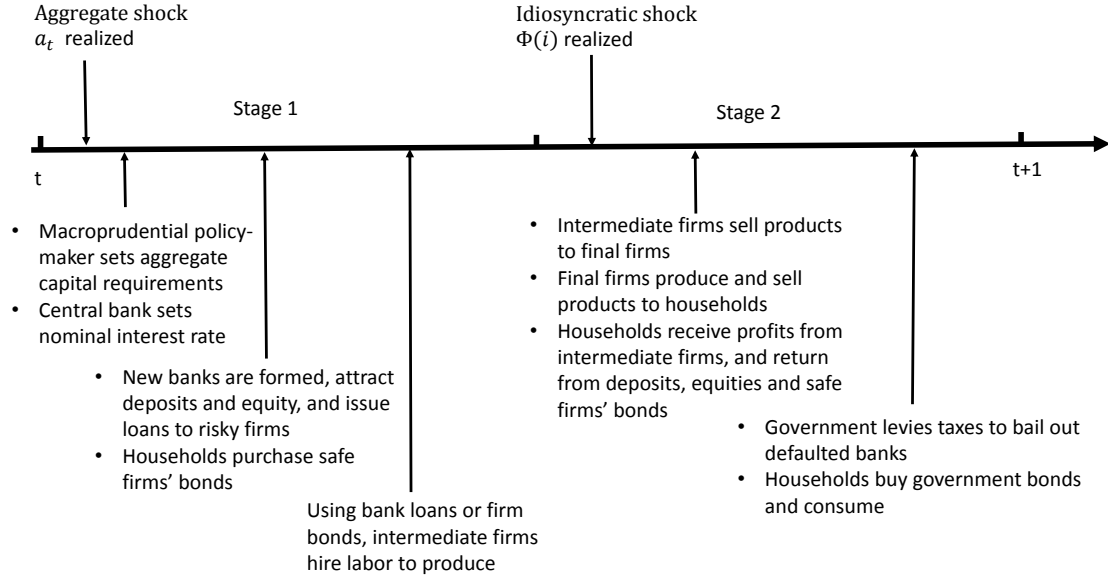 Aggregate shock
a_t realized
Idiosyncratic shock
Φ(i) realized
Stage 1
Stage 2
t
t+1
• Macroprudential policy-
maker sets aggregate
capital requirements
• Central bank sets
nominal interest rate
• New banks are formed, attract
deposits and equity, and issue
loans to risky firms
• Households purchase safe
firms’ bonds
Using bank loans or firm
bonds, intermediate firms
hire labor to produce
• Intermediate firms sell products
to final firms
• Final firms produce and sell
products to households
• Households receive profits from
intermediate firms, and return
from deposits, equities and safe
firms’ bonds
• Government levies taxes to bail out
defaulted banks
• Households buy government bonds
and consume